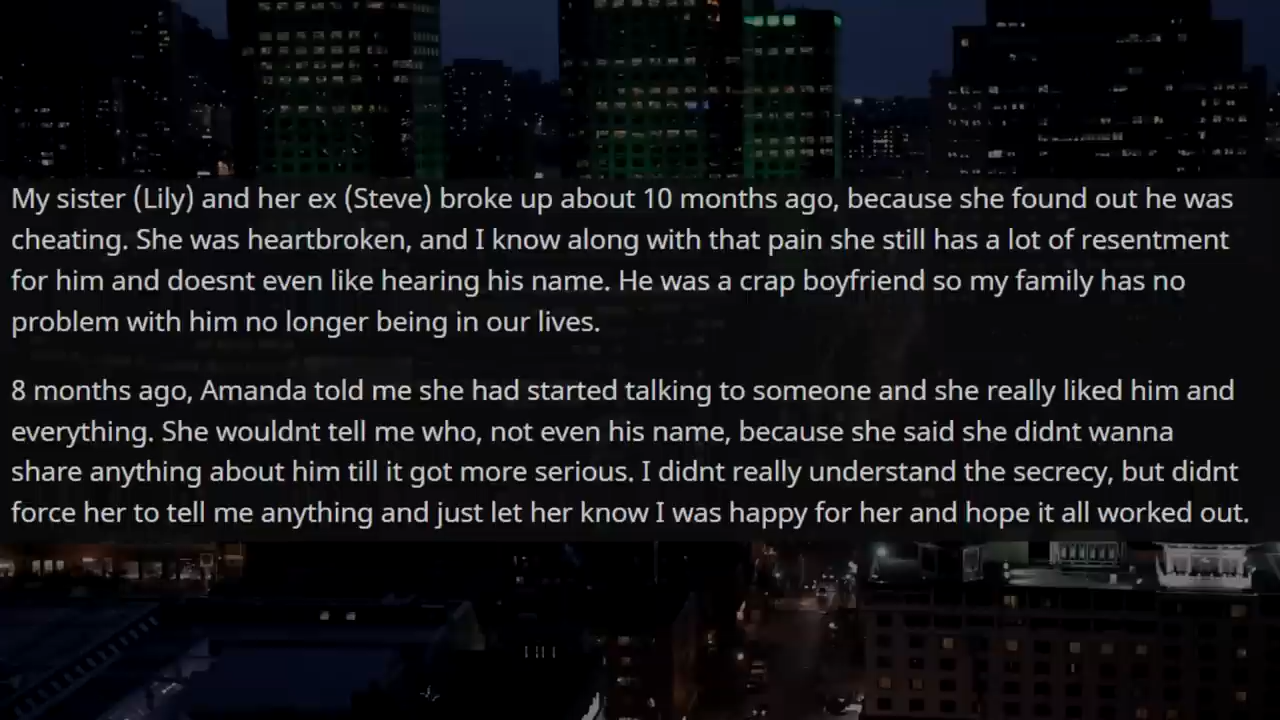 My sister (Lily) and her ex (Steve) broke up about 10 months ago, because she found out he was
cheating. She was heartbroken, and I know along with that pain she still has a lot of resentment
for him and doesnt even like hearing his name. He was a crap boyfriend so my family has no
problem with him no longer being in our lives.
8 months ago, Amanda told me she had started talking to someone and she really liked him and
everything. She wouldnt tell me who, not even his name, because she said she didnt wanna
share anything about him till it got more serious. I didnt really understand the secrecy, but didnt
force her to tell me anything and just let her know I was happy for her and hope it all worked out.